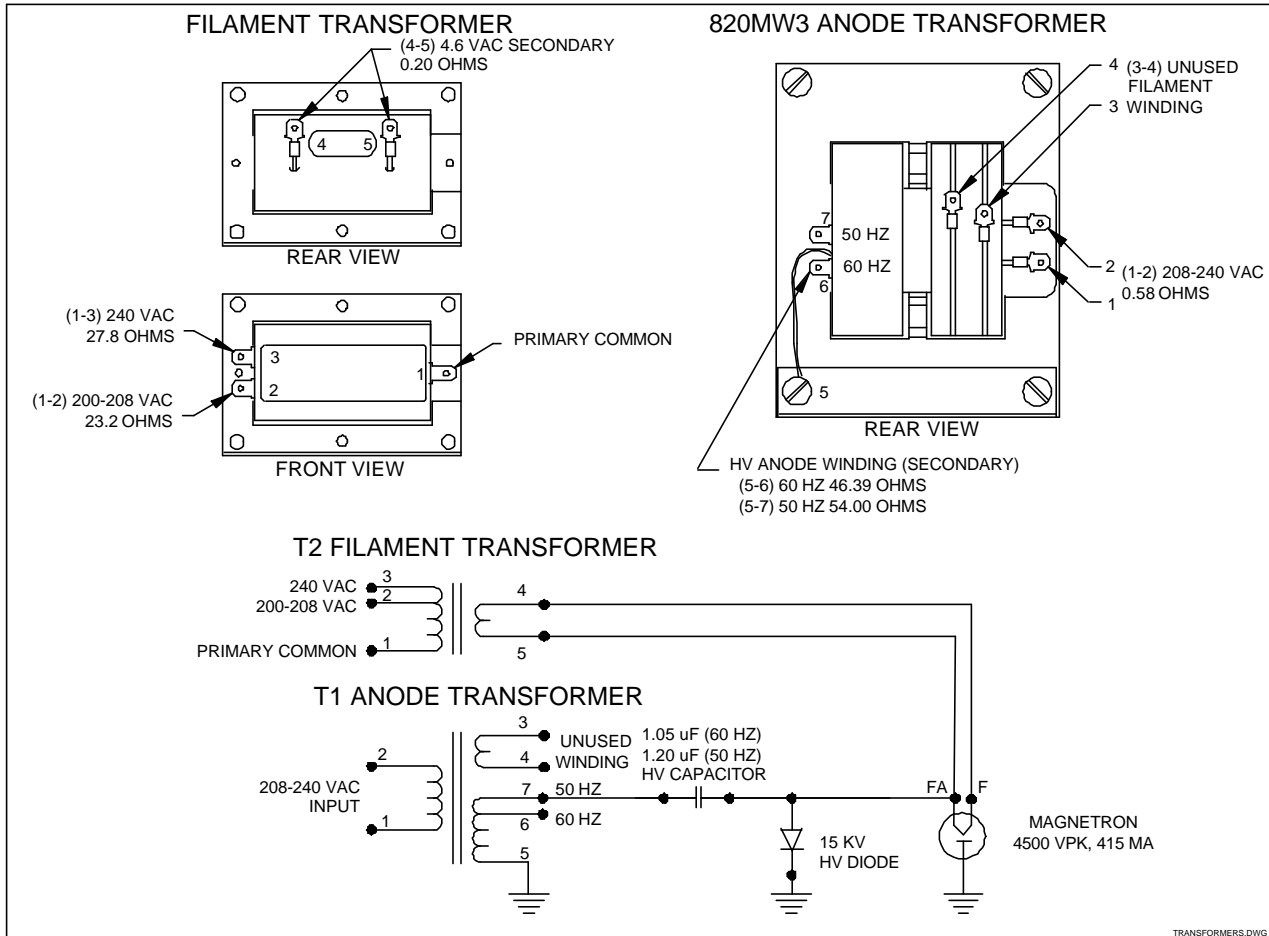 FILAMENT TRANSFORMER
(4-5) 4.6 VAC SECONDARY
0.20 OHMS
4
5
REAR VIEW
(1-3) 240 VAC
27.8 OHMS
3
2
1
PRIMARY COMMON
(1-2) 200-208 VAC
23.2 OHMS
FRONT VIEW
820MW3 ANODE TRANSFORMER
4 (3-4) UNUSED
FILAMENT
3 WINDING
7
50 HZ
60 HZ
6
2 (1-2) 208-240 VAC
0.58 OHMS
1
5
REAR VIEW
HV ANODE WINDING (SECONDARY)
(5-6) 60 HZ 46.39 OHMS
(5-7) 50 HZ 54.00 OHMS
T2 FILAMENT TRANSFORMER
240 VAC 3
200-208 VAC 2
PRIMARY COMMON 1
4
5
T1 ANODE TRANSFORMER
2
208-240 VAC
INPUT
1
3
UNUSED
4 WINDING
7 50 HZ
6 60 HZ
5
1.05 uF (60 HZ)
1.20 uF (50 HZ)
HV CAPACITOR
15 KV
HV DIODE
FA F
MAGNETRON
4500 VPK, 415 MA
TRANSFORMERS.DWG